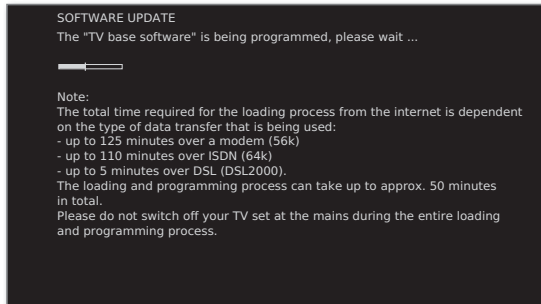 SOFTWARE UPDATE
The "TV base software" is being programmed, please wait ...
Note:
The total time required for the loading process from the internet is dependent
on the type of data transfer that is being used:
- up to 125 minutes over a modem (56k)
- up to 110 minutes over ISDN (64k)
- up to 5 minutes over DSL (DSL2000).
The loading and programming process can take up to approx. 50 minutes
in total.
Please do not switch off your TV set at the mains during the entire loading
and programming process.